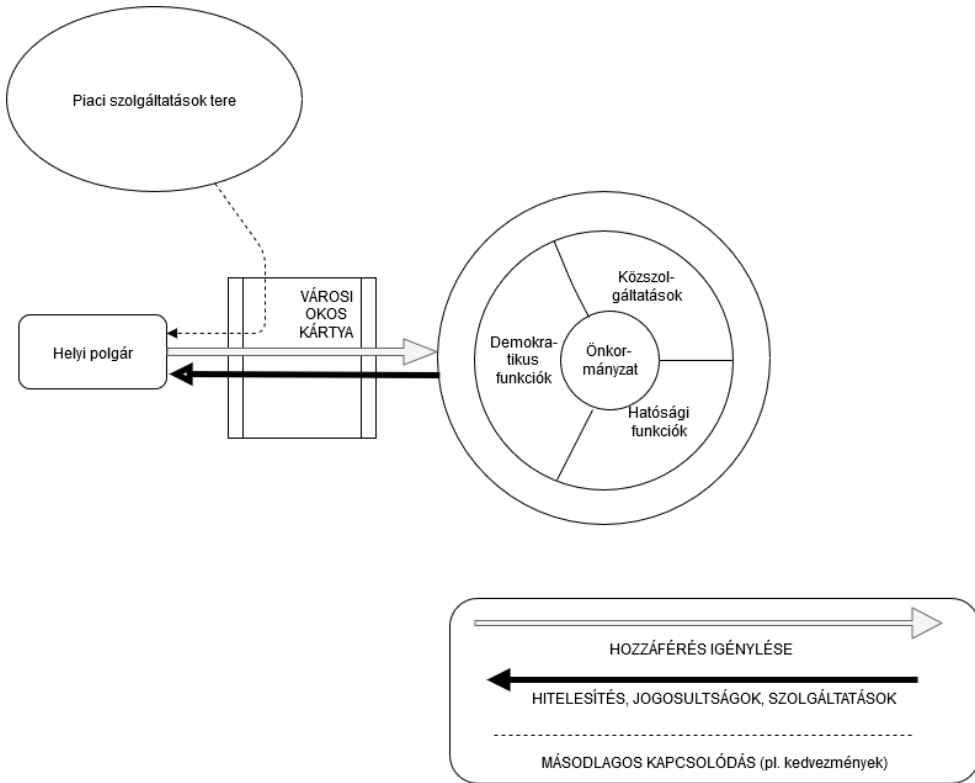 Piaci szolgáltatások tere
VÁROSI
OKOS
KÁRTYA
Helyi polgár
Közszol-
gáltatások
Demokra-
tikus
funkciók
Önkor-
mányzat
Hatósági
funkciók
HOZZÁFÉRÉS IGÉNYLÉSE
HITELESÍTÉS, JOGOSULTSÁGOK, SZOLGÁLTATÁSOK
MÁSODLAGOS KAPCSOLÓDÁS (pl. kedvezmények)